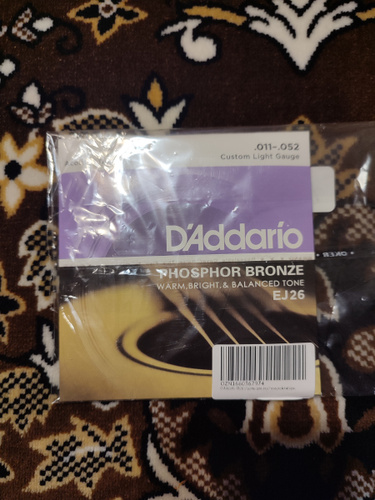 .011-.052
Custom Light Gauge
D'Addario
PHOSPHOR BRONZE
WARM, BRIGHT, & BALANCED TONE
EJ26